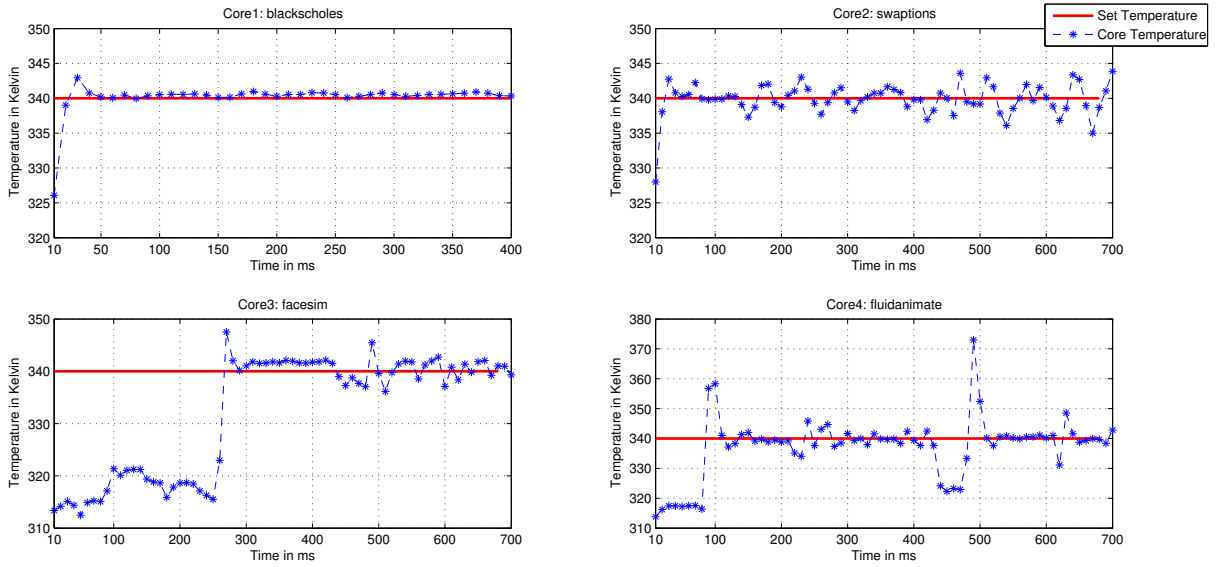 Core1: blackscholes
Temperature in Kelvin
350
345
340
335
330
325
320
10 50 100 150 200 250 300 350 400
Time in ms
Core2: swaptions
Set Temperature
Core Temperature
Temperature in Kelvin
350
345
340
335
330
325
320
10 100 200 300 400 500 600 700
Time in ms
Core3: facesim
Temperature in Kelvin
350
340
330
320
310
10 100 200 300 400 500 600 700
Time in ms
Core4: fluidanimate
Temperature in Kelvin
380
370
360
350
340
330
320
310
10 100 200 300 400 500 600 700
Time in ms